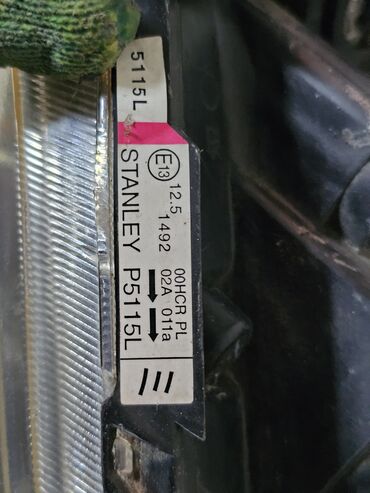 5115L
E13
12.5
1492
00HCR PL
02A 011a
STANLEY P5115L